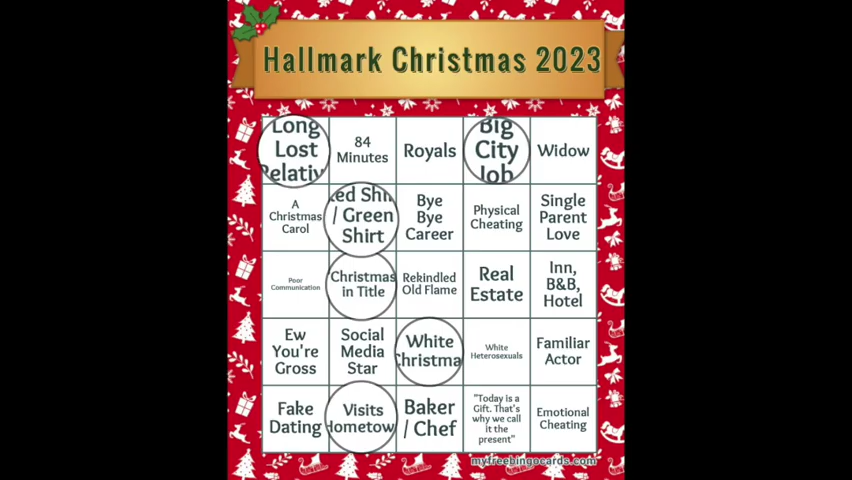 Hallmark Christmas 2023
Long
Lost
Relativ
84
Minutes
Royals
Big
City
Job
Widow
A
Christmas
Carol
ed Shi
/ Green
Shirt
Bye
Bye
Career
Physical
Cheating
Single
Parent
Love
Poor
Communication
"Christmas
in Title
Rekindled
Old Flame
Real
Estate
Inn,
B&B,
Hotel
Ew
You're
Gross
Social
Media
Star
White
Christma
White
Heterosexuals
Familiar
Actor
Fake
Dating
Visits
Hometow
Baker
/ Chef
"Today is a
Gift. That's
why we call
it the
present"
Emotional
Cheating
myfreebingocards.com